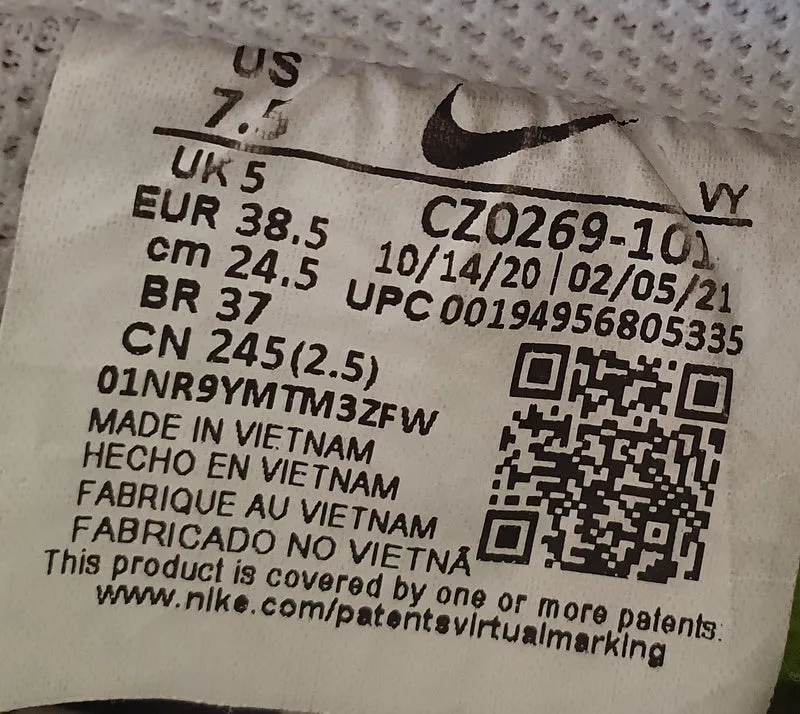 US
7.5
VY
UK 5
EUR 38.5
cm 24.5
BR 37
CN 245(2.5)
01NR9YMTM3ZFW
CZ0269-101
10/14/20 | 02/05/21
UPC 00194956805335
MADE IN VIETNAM
HECHO EN VIETNAM
FABRIQUE AU VIETNAM
FABRICADO NO VIETNÃ
This product is covered by one or more patents:
www.nike.com/patentsvirtualmarking